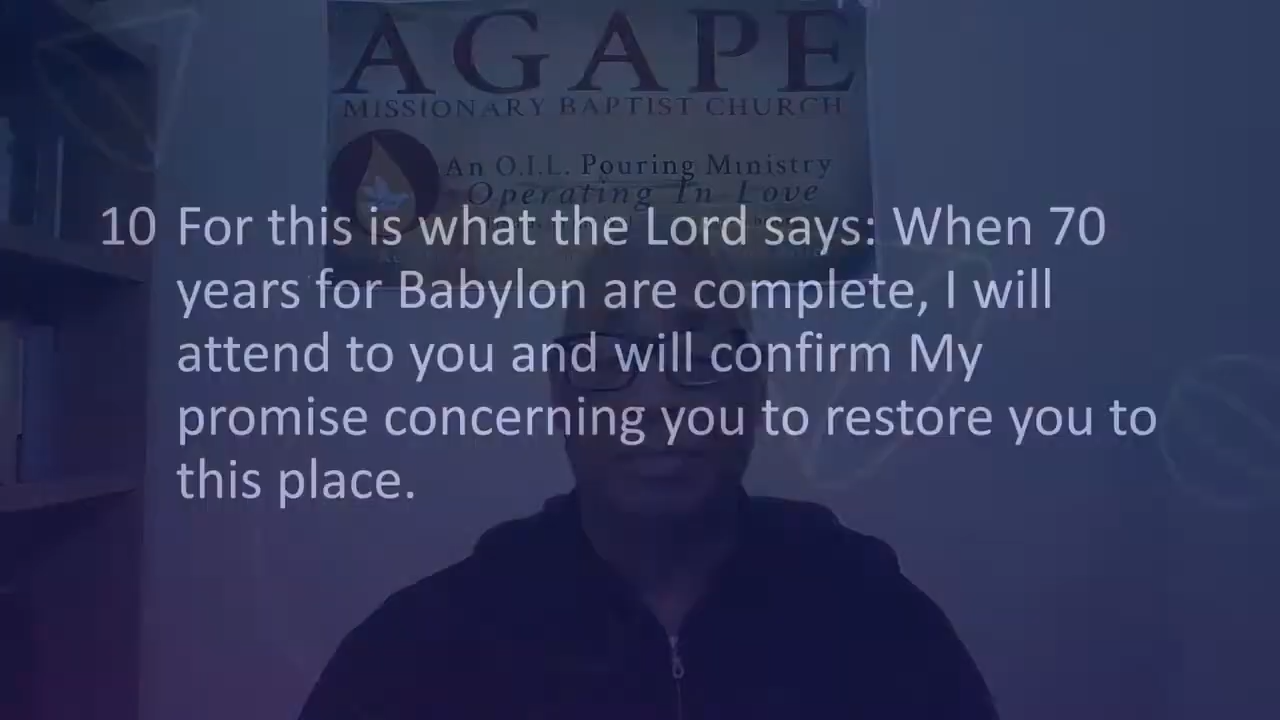 AGAPE
MISSIONARY BAPTIST CHURCH
An O.I.L. Pouring Ministry
Operating In Love
10 For this is what the Lord says: When 70
years for Babylon are complete, I will
attend to you and will confirm My
promise concerning you to restore you to
this place.